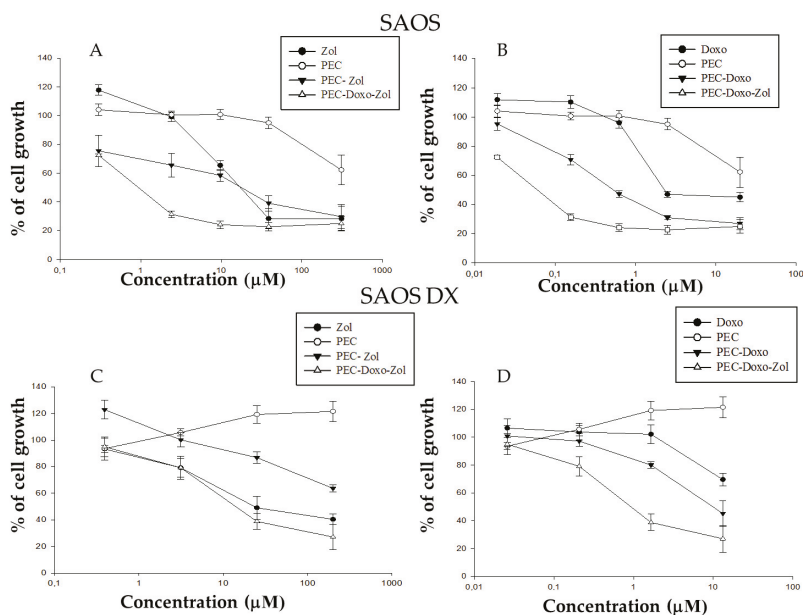 SAOS
A
Zol
PEC
PEC- Zol
PEC-Doxo-Zol
% of cell growth
140
120
100
80
60
40
20
0
0,1
1
10
100
1000
Concentration (µM)
B
Doxo
PEC
PEC-Doxo
PEC-Doxo-Zol
% of cell growth
140
120
100
80
60
40
20
0
0,01
0,1
1
10
100
Concentration (µM)
SAOS DX
C
Zol
PEC
PEC- Zol
PEC-Doxo-Zol
% of cell growth
140
120
100
80
60
40
20
0
0,1
1
10
100
1000
Concentration (µM)
D
Doxo
PEC
PEC-Doxo
PEC-Doxo-Zol
% of cell growth
140
120
100
80
60
40
20
0
0,01
0,1
1
10
100
Concentration (µM)